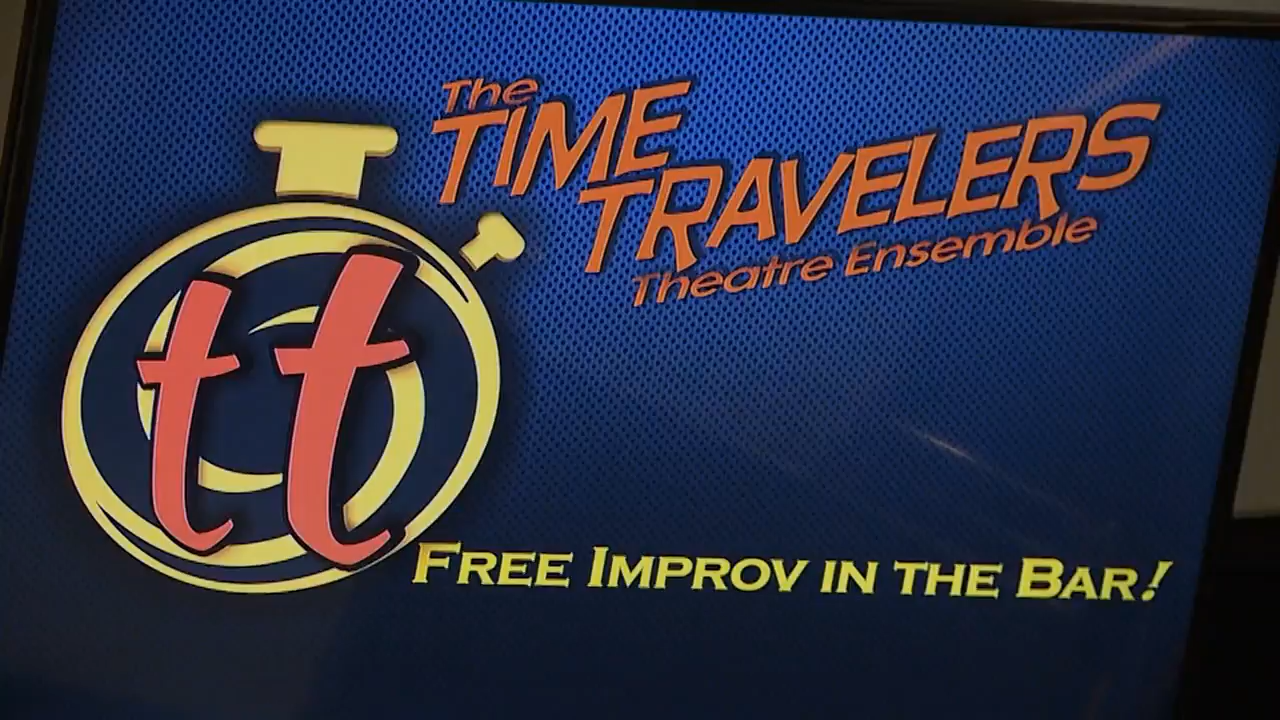 The
TIME
TRAVELERS
Theatre Ensemble
tt
FREE IMPROV IN THE BAR!